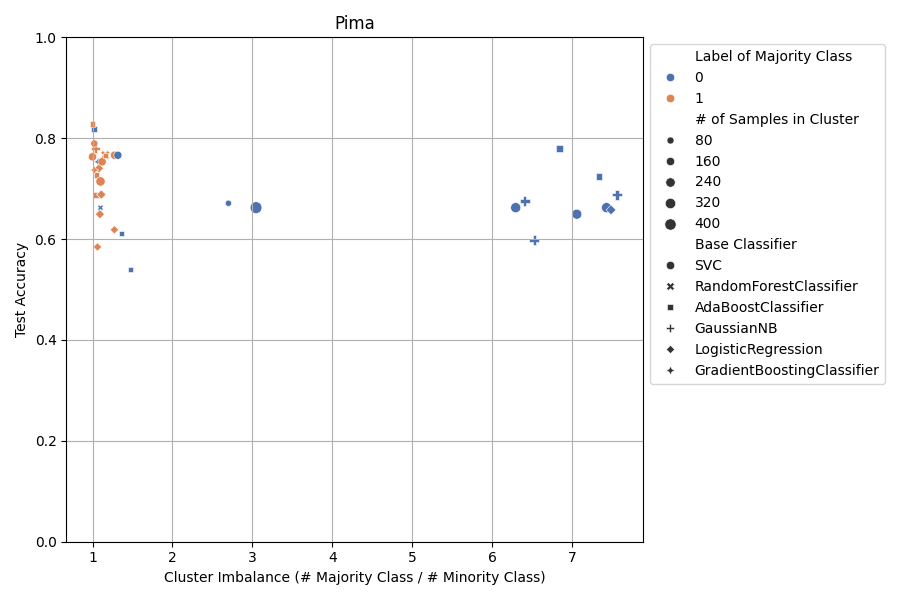 Pima
1.0
0.8
0.6
0.4
0.2
0.0
Test Accuracy
1
2
3
4
5
6
7
Cluster Imbalance (# Majority Class / # Minority Class)
Label of Majority Class
0
1
# of Samples in Cluster
80
160
240
320
400
Base Classifier
SVC
RandomForestClassifier
AdaBoostClassifier
GaussianNB
LogisticRegression
GradientBoostingClassifier